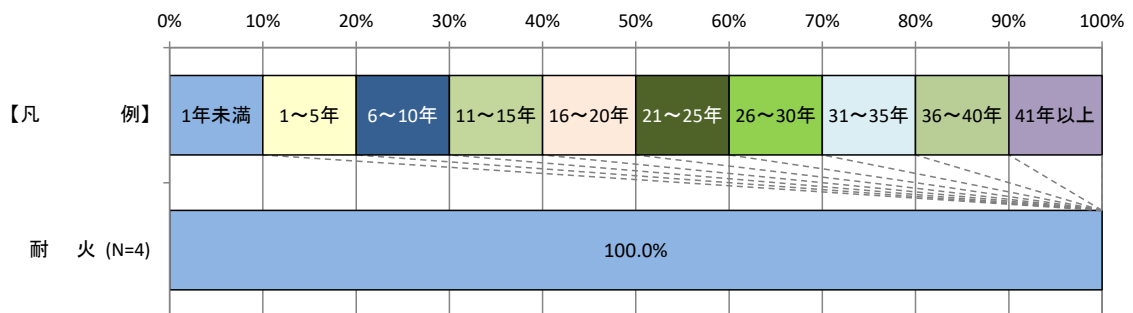 0% 10% 20% 30% 40% 50% 60% 70% 80% 90% 100%
【凡　例】 1年未満 1～5年 6～10年 11～15年 16～20年 21～25年 26～30年 31～35年 36～40年 41年以上
耐　火 (N=4) 100.0%